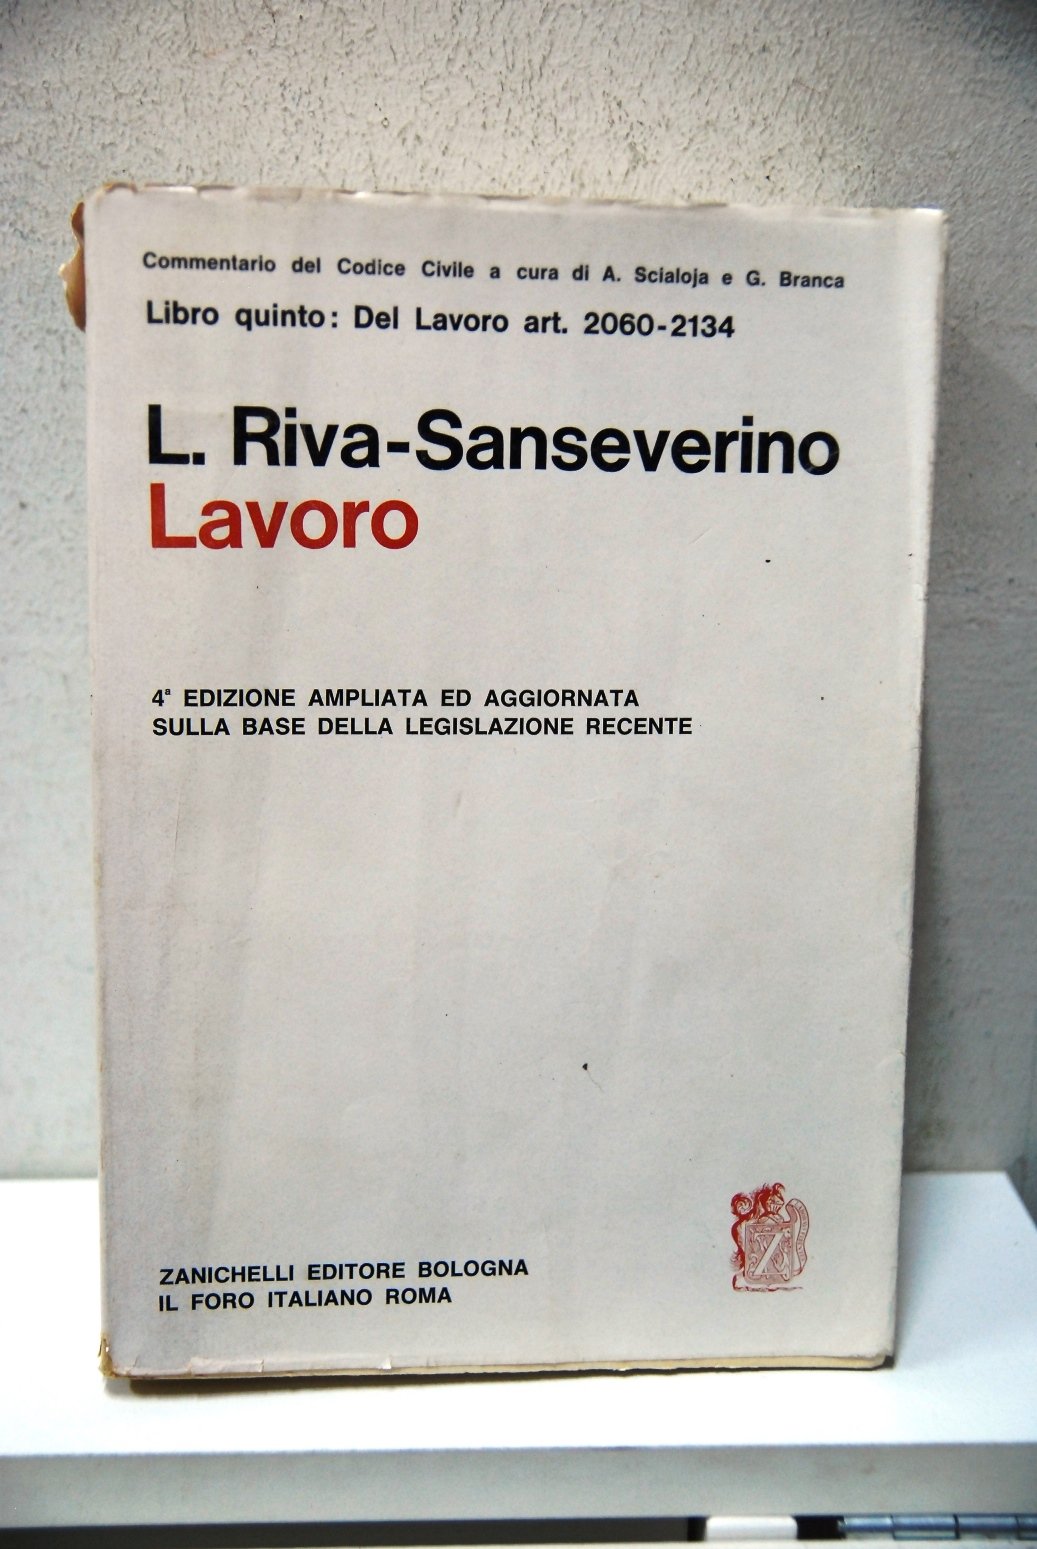 Commentario del Codice Civile a cura di A. Scialoja e G. Branca
Libro quinto: Del Lavoro art. 2060-2134
L. Riva-Sanseverino
Lavoro
4ª EDIZIONE AMPLIATA ED AGGIORNATA
SULLA BASE DELLA LEGISLAZIONE RECENTE
ZANICHELLI EDITORE BOLOGNA
IL FORO ITALIANO ROMA
Z